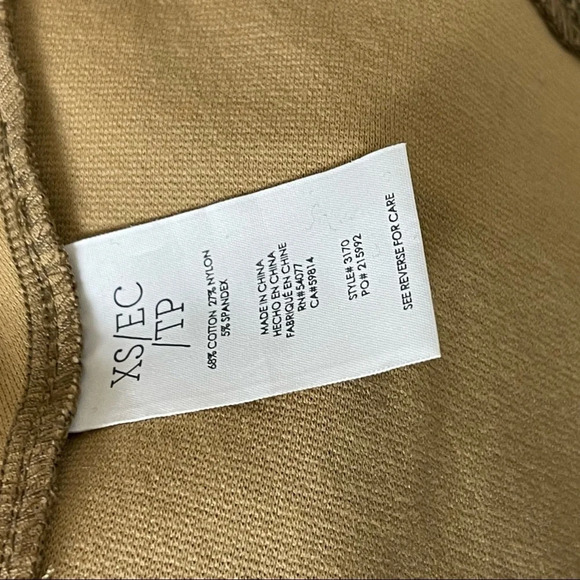 XS/EC
/TP
68% COTTON 27% NYLON
5% SPANDEX
MADE IN CHINA
HECHO EN CHINA
FABRIQUÉ EN CHINE
RN#54077
CA#59814
STYLE# 3170
PO# 215992
SEE REVERSE FOR CARE